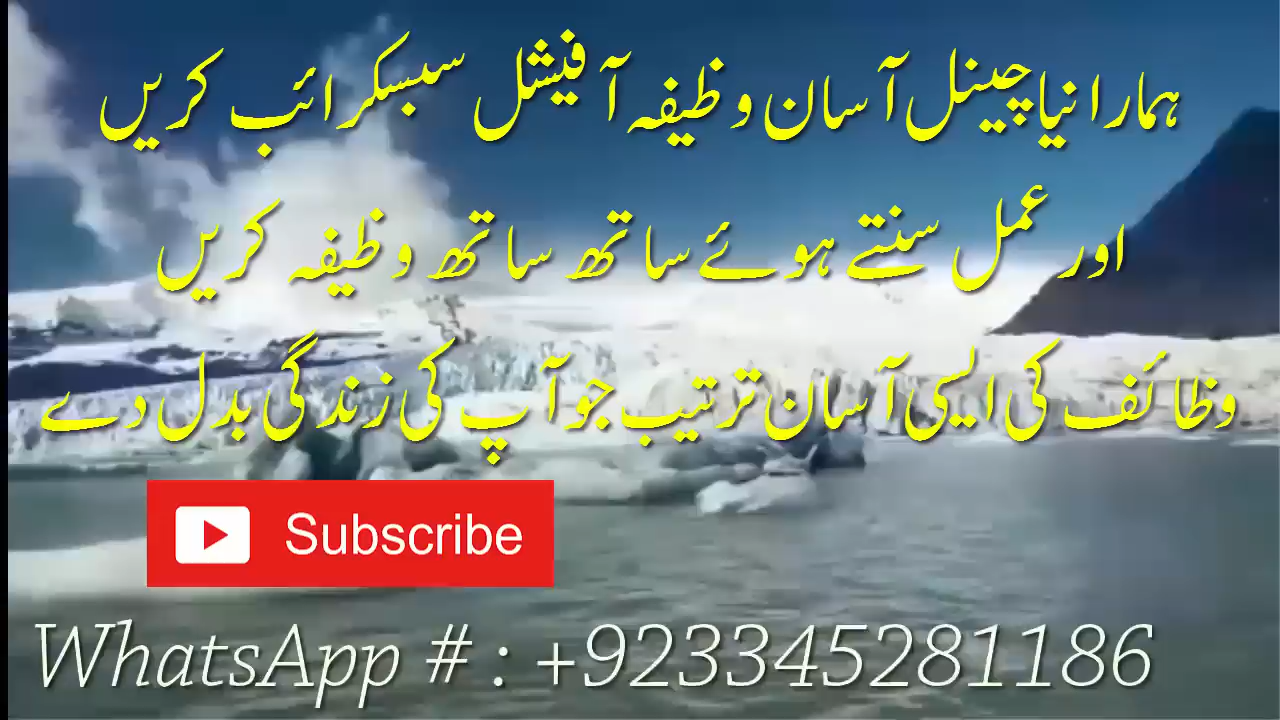 ہمارا نیا چینل آسان وظیفہ آفیشل سبسکرائب کریں
اور عمل سنتے ہوئے ساتھ ساتھ وظیفہ کریں
وظائف کی ایسی آسان ترتیب جو آپ کی زندگی بدل دے
Subscribe
WhatsApp # : +923345281186